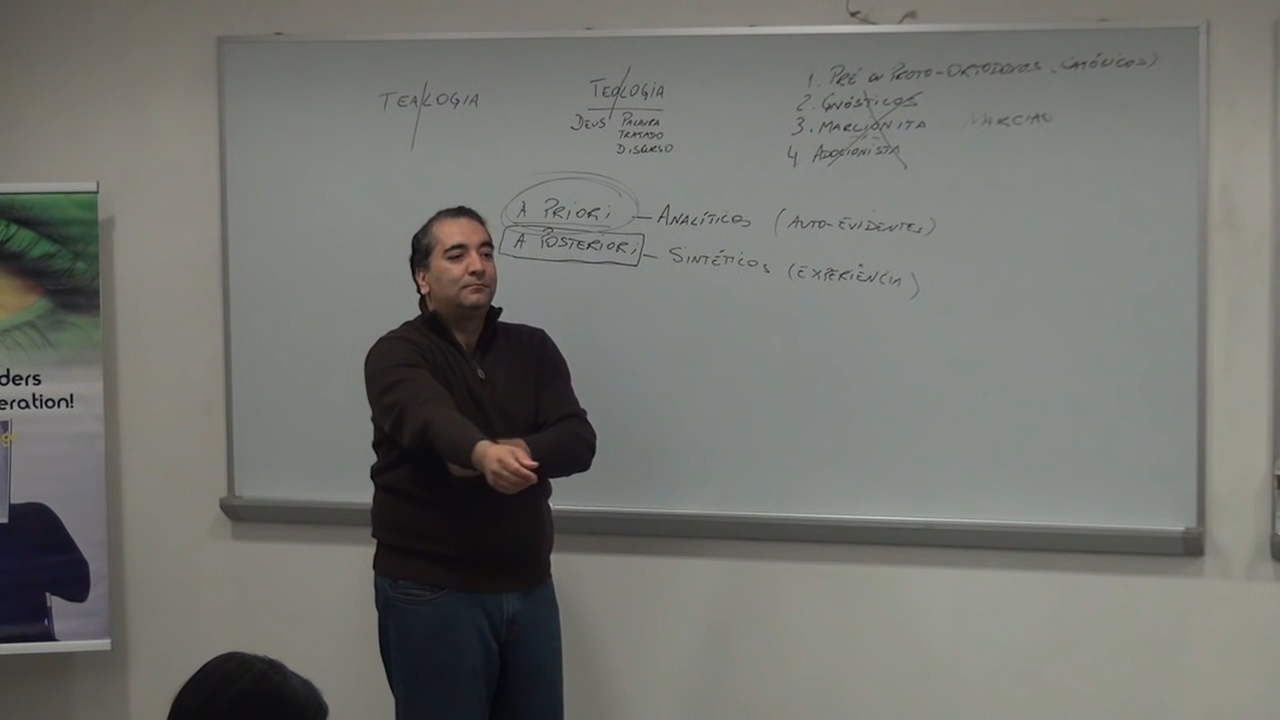 TEALOGIA
TEOLOGIA
DEUS PALAVRA
TRATADO
DISCURSO
1. PRÉ OU PROTO-ORTODOXOS (CATÓLICOS)
2. GNÓSTICOS
3. MARCIONITA MARCIÃO
4 ADOCIONISTA
A PRIORI — ANALÍTICOS (AUTO-EVIDENTES)
A POSTERIORI — SINTÉTICOS (EXPERIÊNCIA)
ders
eration!